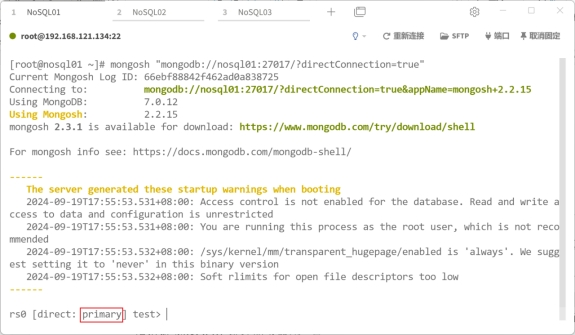 1 NoSQL01 2 NoSQL02 3 NoSQL03
root@192.168.121.134:22 重新连接 SFTP 端口 取消固定
[root@nosql01 ~]# mongosh "mongodb://nosql01:27017/?directConnection=true"
Current Mongosh Log ID: 66ebf88842f462ad0a838725
Connecting to: mongodb://nosql01:27017/?directConnection=true&appName=mongosh+2.2.15
Using MongoDB: 7.0.12
Using Mongosh: 2.2.15
mongosh 2.3.1 is available for download: https://www.mongodb.com/try/download/shell
For mongosh info see: https://docs.mongodb.com/mongodb-shell/
------
The server generated these startup warnings when booting
2024-09-19T17:55:53.531+08:00: Access control is not enabled for the database. Read and write a
ccess to data and configuration is unrestricted
2024-09-19T17:55:53.531+08:00: You are running this process as the root user, which is not reco
mmended
2024-09-19T17:55:53.532+08:00: /sys/kernel/mm/transparent_hugepage/enabled is 'always'. We sugg
est setting it to 'never' in this binary version
2024-09-19T17:55:53.532+08:00: Soft rlimits for open file descriptors too low
------
rs0 [direct: primary] test>